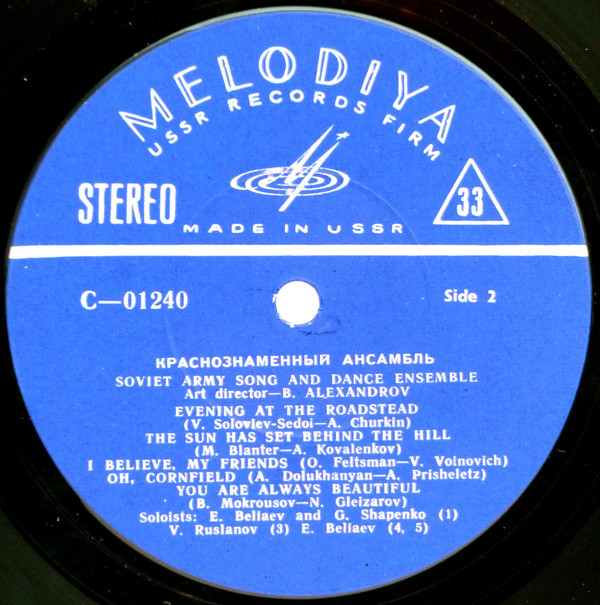 MELODIYA
USSR RECORDS FIRM
STEREO
33
MADE IN USSR
C—01240
Side 2
КРАСНОЗНАМЕННЫЙ АНСАМБЛЬ
SOVIET ARMY SONG AND DANCE ENSEMBLE
Art director—B. ALEXANDROV
EVENING AT THE ROADSTEAD
(V. Soloviev-Sedoi—A. Churkin)
THE SUN HAS SET BEHIND THE HILL
(M. Blanter—A. Kovalenkov)
I BELIEVE, MY FRIENDS (O. Feltsman—V. Voinovich)
OH, CORNFIELD (A. Dolukhanyan—A. Prisheletz)
YOU ARE ALWAYS BEAUTIFUL
(B. Mokrousov—N. Gleizarov)
Soloists: E. Beliaev and G. Shapenko (1)
V. Ruslanov (3) E. Beliaev (4, 5)